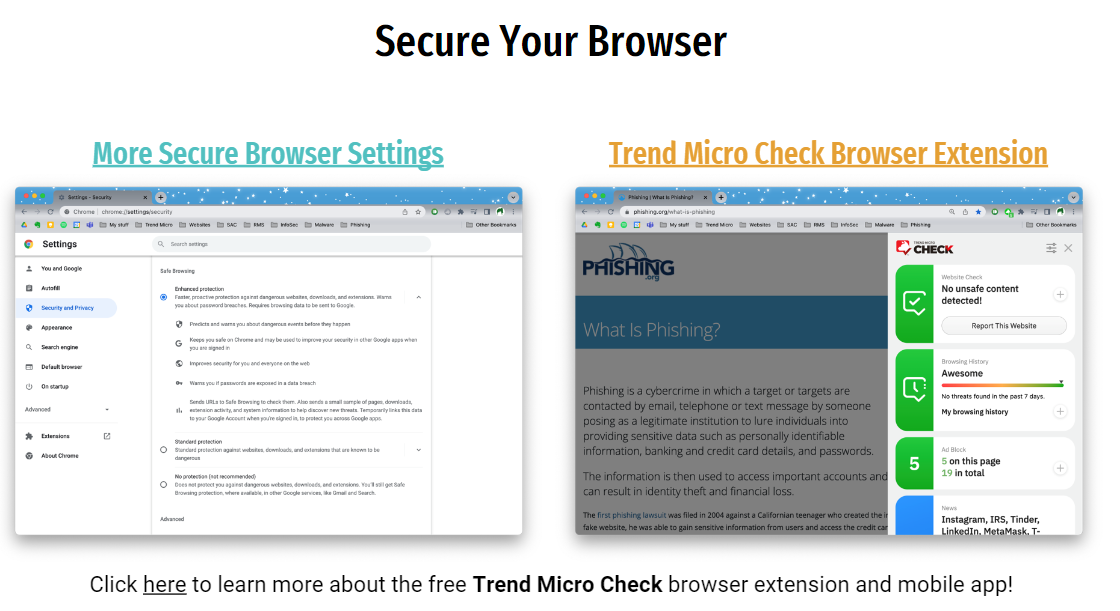 Secure Your Browser
More Secure Browser Settings
Trend Micro Check Browser Extension
Settings - Security
Chrome | chrome://settings/security
My stuff Trend Micro Websites SAC RMS InfoSec Malware Phishing Other Bookmarks
Settings
Search settings
You and Google
Autofill
Security and Privacy
Appearance
Search engine
Default browser
On startup
Advanced
Extensions
About Chrome
Safe Browsing
Enhanced protection
Faster, proactive protection against dangerous websites, downloads, and extensions. Warns
you about password breaches. Requires browsing data to be sent to Google.
Predicts and warns you about dangerous events before they happen
Keeps you safe on Chrome and may be used to improve your security in other Google apps when
you are signed in
Improves security for you and everyone on the web
Warns you if passwords are exposed in a data breach
Sends URLs to Safe Browsing to check them. Also sends a small sample of pages, downloads,
extension activity, and system information to help discover new threats. Temporarily links this data
to your Google Account when you're signed in, to protect you across Google apps.
Standard protection
Standard protection against websites, downloads, and extensions that are known to be
dangerous
No protection (not recommended)
Does not protect you against dangerous websites, downloads, and extensions. You'll still get Safe
Browsing protection, where available, in other Google services, like Gmail and Search.
Advanced
Phishing | What Is Phishing?
phishing.org/what-is-phishing
My stuff Trend Micro Websites SAC RMS InfoSec Malware Phishing Other Bookmarks
PHISHING
.org
What Is Phishing?
Phishing is a cybercrime in which a target or targets are
contacted by email, telephone or text message by someone
posing as a legitimate institution to lure individuals into
providing sensitive data such as personally identifiable
information, banking and credit card details, and passwords.
The information is then used to access important accounts and
can result in identity theft and financial loss.
The first phishing lawsuit was filed in 2004 against a Californian teenager who created the
fake website, he was able to gain sensitive information from users and access the credit
TREND MICRO
CHECK
Website Check
No unsafe content
detected!
Report This Website
Browsing History
Awesome
No threats found in the past 7 days.
My browsing history
5
Ad Block
5 on this page
19 in total
News
Instagram, IRS, Tinder,
LinkedIn, MetaMask, T-
Click here to learn more about the free Trend Micro Check browser extension and mobile app!